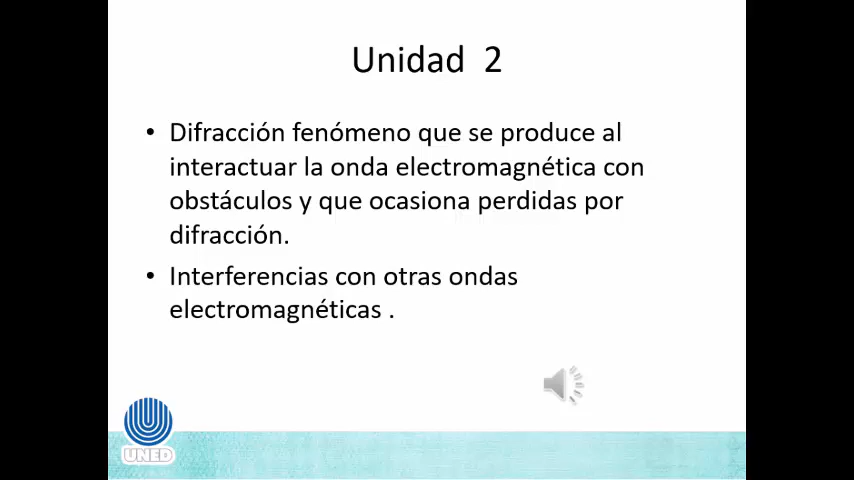 Unidad 2
• Difracción fenómeno que se produce al
interactuar la onda electromagnética con
obstáculos y que ocasiona perdidas por
difracción.
• Interferencias con otras ondas
electromagnéticas .
UNED